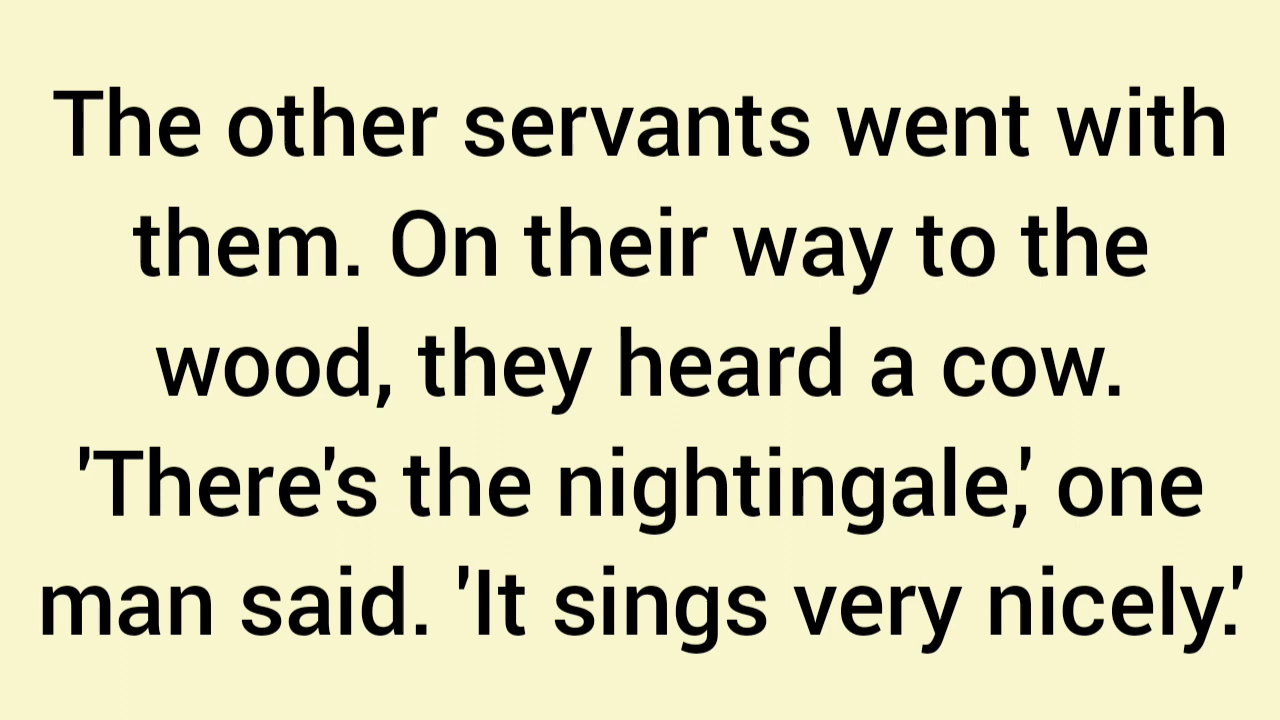 The other servants went with
them. On their way to the
wood, they heard a cow.
'There's the nightingale,' one
man said. 'It sings very nicely.'